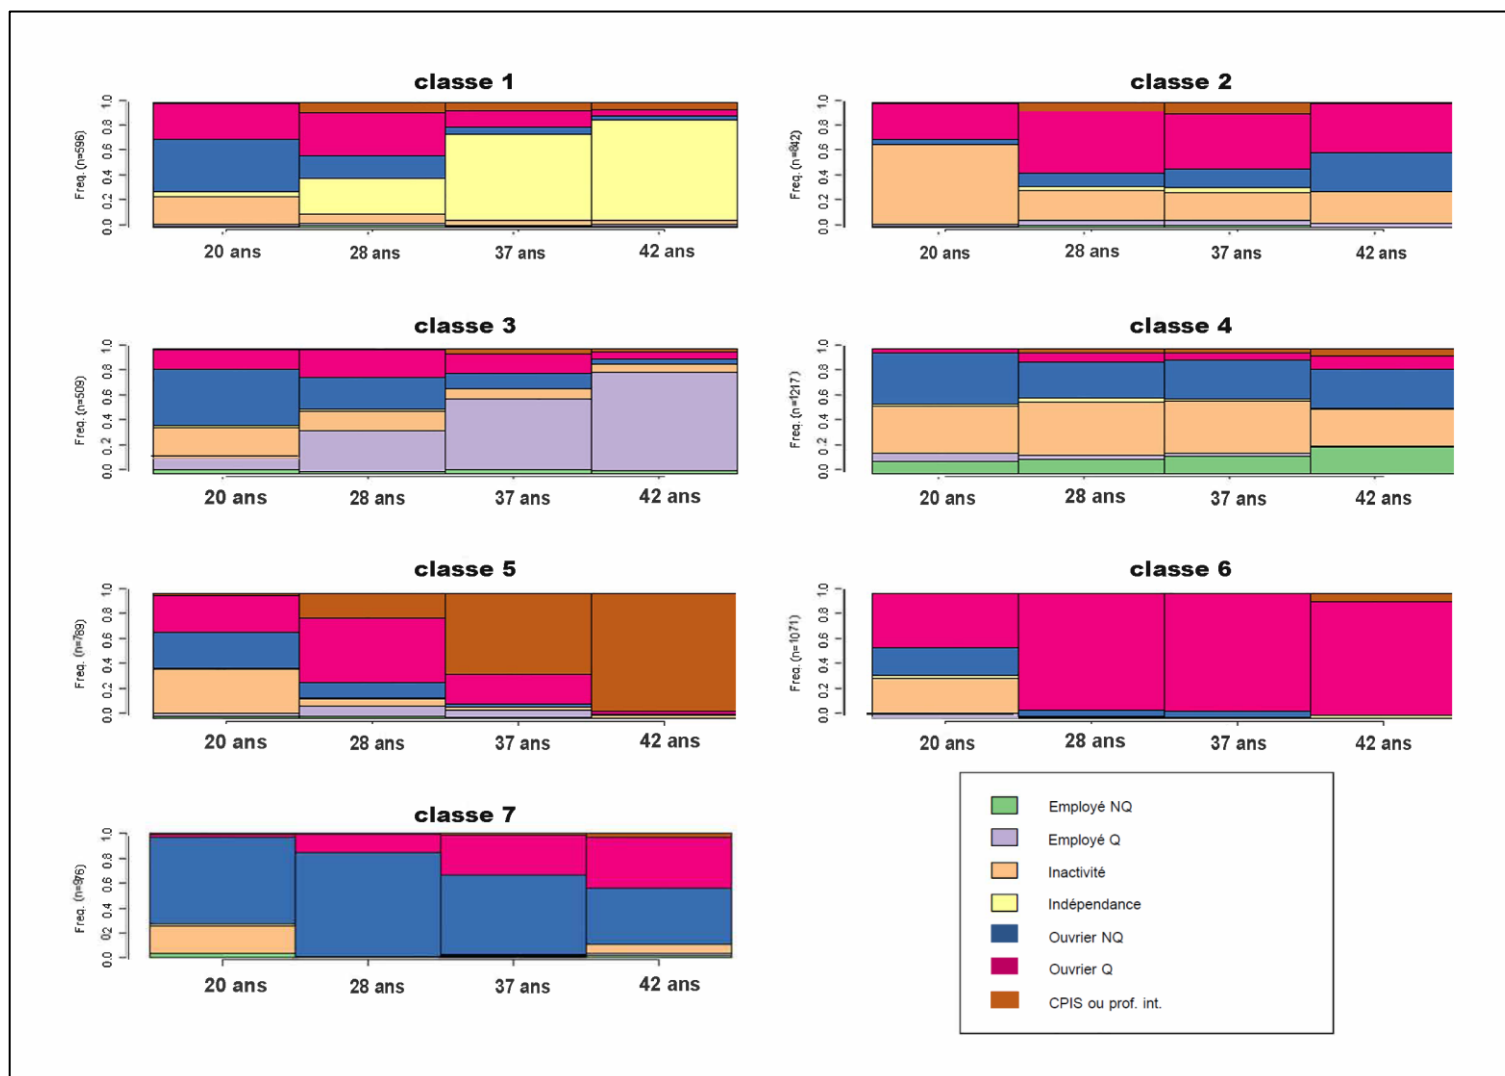 classe 1
Freq. (n=596)
0.0 0.2 0.4 0.6 0.8 1.0
20 ans 28 ans 37 ans 42 ans
classe 2
Freq. (n=842)
0.0 0.2 0.4 0.6 0.8 1.0
20 ans 28 ans 37 ans 42 ans
classe 3
Freq. (n=509)
0.0 0.2 0.4 0.6 0.8 1.0
20 ans 28 ans 37 ans 42 ans
classe 4
Freq. (n=1217)
0.0 0.2 0.4 0.6 0.8 1.0
20 ans 28 ans 37 ans 42 ans
classe 5
Freq. (n=789)
0.0 0.2 0.4 0.6 0.8 1.0
20 ans 28 ans 37 ans 42 ans
classe 6
Freq. (n=1071)
0.0 0.2 0.4 0.6 0.8 1.0
20 ans 28 ans 37 ans 42 ans
classe 7
Freq. (n=976)
0.0 0.2 0.4 0.6 0.8 1.0
20 ans 28 ans 37 ans 42 ans
Employé NQ
Employé Q
Inactivité
Indépendance
Ouvrier NQ
Ouvrier Q
CPIS ou prof. int.